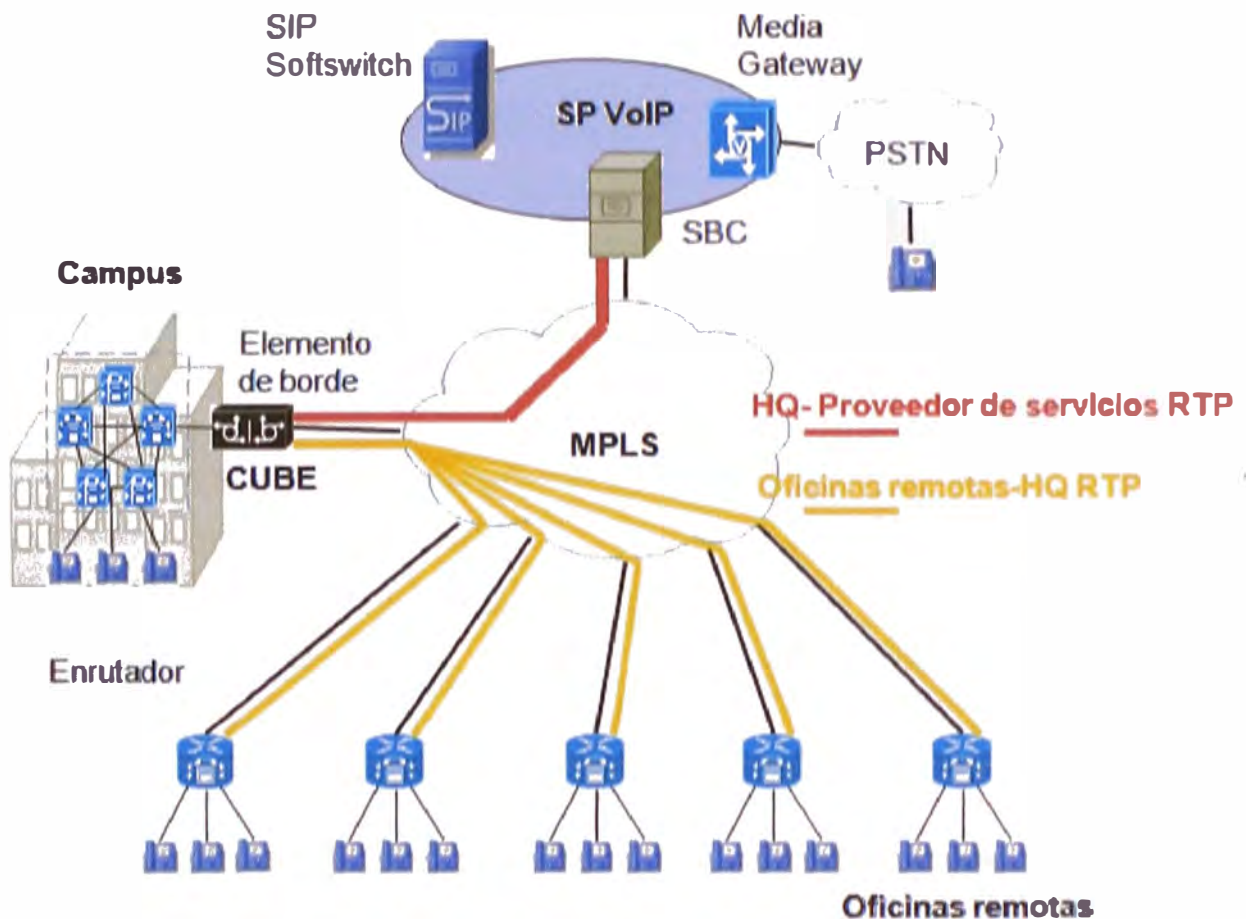 SIP
Softswitch
Media
Gateway
SIP
SP VoIP
V
PSTN
SBC
Campus
Elemento
de borde
CUBE
MPLS
HQ- Proveedor de servicios RTP
Oficinas remotas-HQ RTP
Enrutador
Oficinas remotas